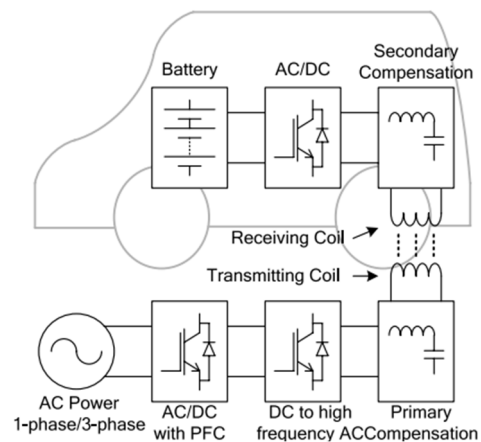 Secondary
Compensation
Battery
AC/DC
Receiving Coil
Transmitting Coil
AC Power
1-phase/3-phase
AC/DC
with PFC
DC to high
frequency AC
Primary
Compensation